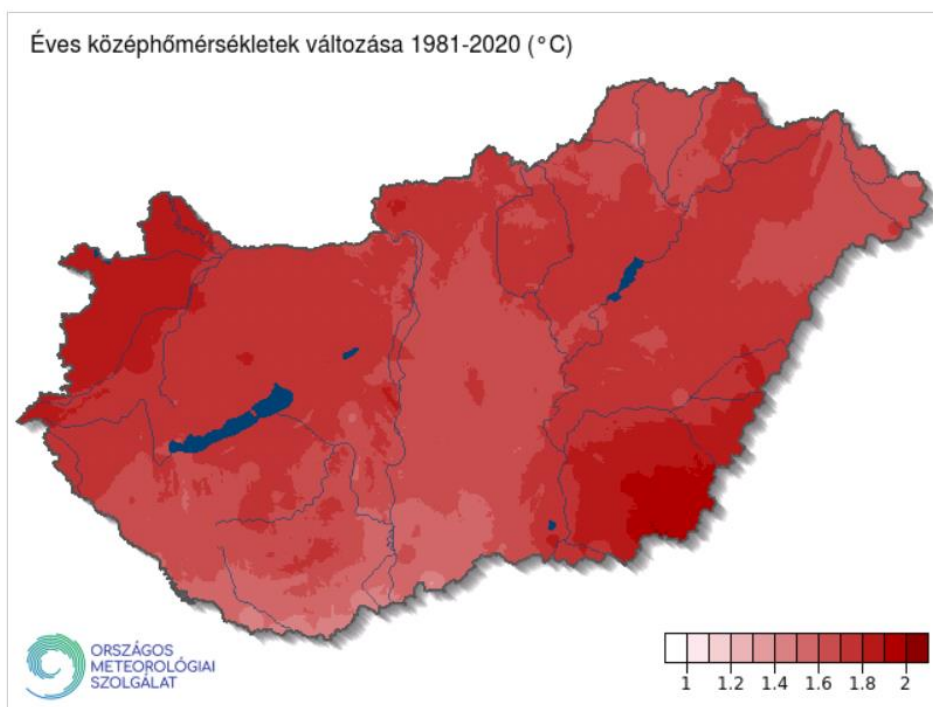 Éves középhőmérsékletek változása 1981-2020 (°C)
ORSZÁGOS
METEOROLÓGIAI
SZOLGÁLAT
1 1.2 1.4 1.6 1.8 2